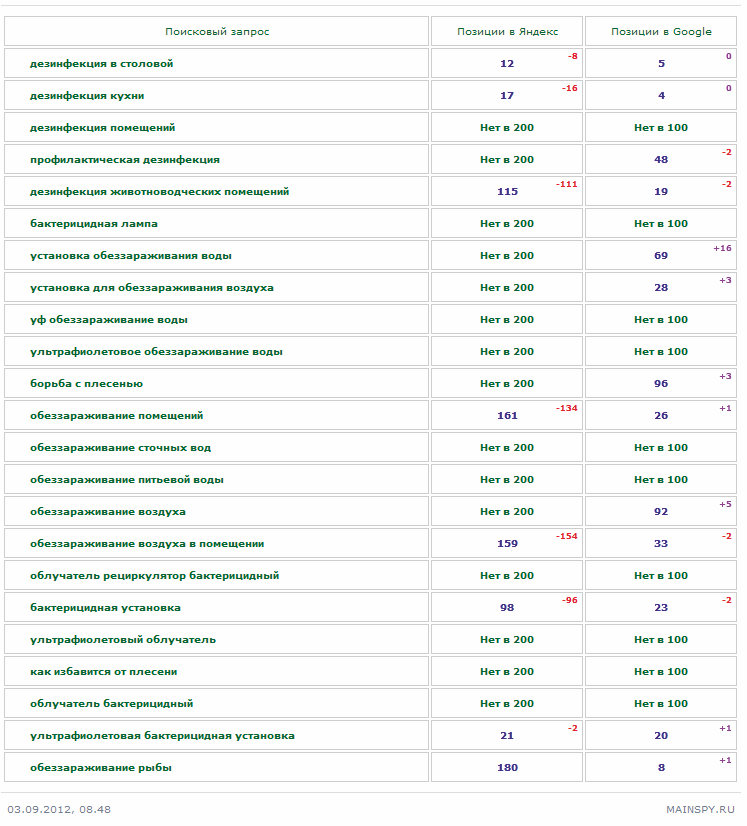 Поисковый запрос Позиции в Яндекс Позиции в Google
дезинфекция в столовой 12 -8 5 0
дезинфекция кухни 17 -16 4 0
дезинфекция помещений Нет в 200 Нет в 100
профилактическая дезинфекция Нет в 200 48 -2
дезинфекция животноводческих помещений 115 -111 19 -2
бактерицидная лампа Нет в 200 Нет в 100
установка обеззараживания воды Нет в 200 69 +16
установка для обеззараживания воздуха Нет в 200 28 +3
уф обеззараживание воды Нет в 200 Нет в 100
ультрафиолетовое обеззараживание воды Нет в 200 Нет в 100
борьба с плесенью Нет в 200 96 +3
обеззараживание помещений 161 -134 26 +1
обеззараживание сточных вод Нет в 200 Нет в 100
обеззараживание питьевой воды Нет в 200 Нет в 100
обеззараживание воздуха Нет в 200 92 +5
обеззараживание воздуха в помещении 159 -154 33 -2
облучатель рециркулятор бактерицидный Нет в 200 Нет в 100
бактерицидная установка 98 -96 23 -2
ультрафиолетовый облучатель Нет в 200 Нет в 100
как избавится от плесени Нет в 200 Нет в 100
облучатель бактерицидный Нет в 200 Нет в 100
ультрафиолетовая бактерицидная установка 21 -2 20 +1
обеззараживание рыбы 180 8 +1
03.09.2012, 08.48 MAINSPY.RU